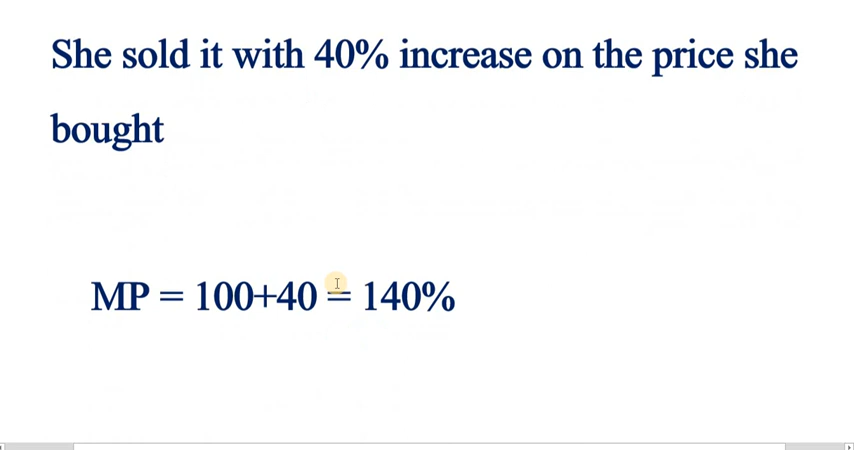 She sold it with 40% increase on the price she
bought
MP = 100+40 = 140%